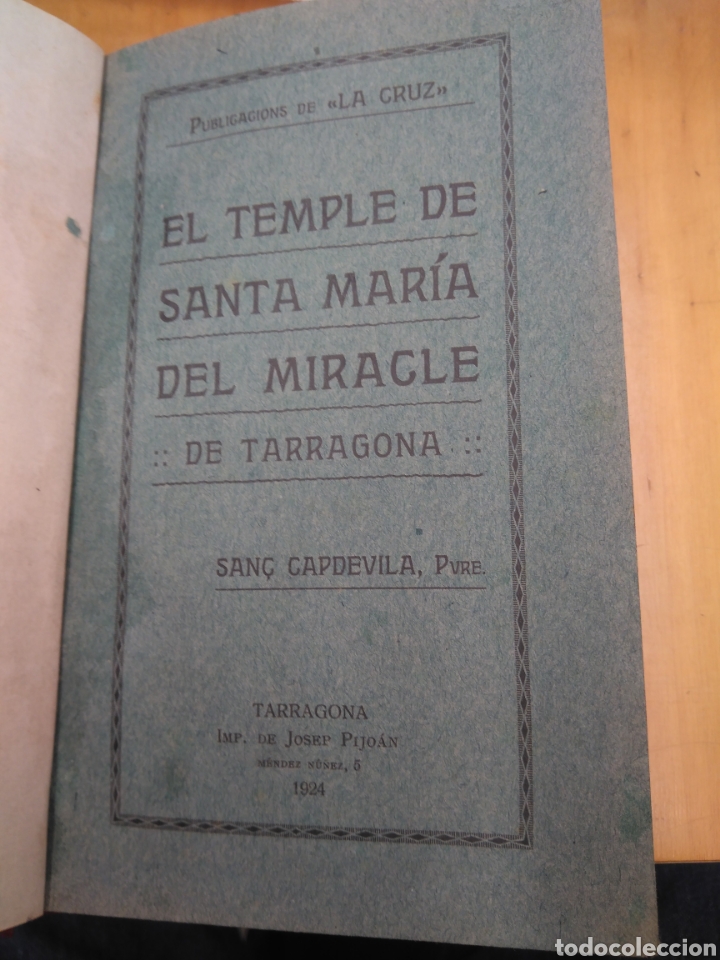 PUBLICACIONS DE «LA CRUZ»
EL TEMPLE DE
SANTA MARÍA
DEL MIRACLE
:: DE TARRAGONA ::
SANÇ CAPDEVILA, PVRE.
TARRAGONA
IMP. DE JOSEP PIJOÁN
MÉNDEZ NÚÑEZ, 5
1924
todocoleccion